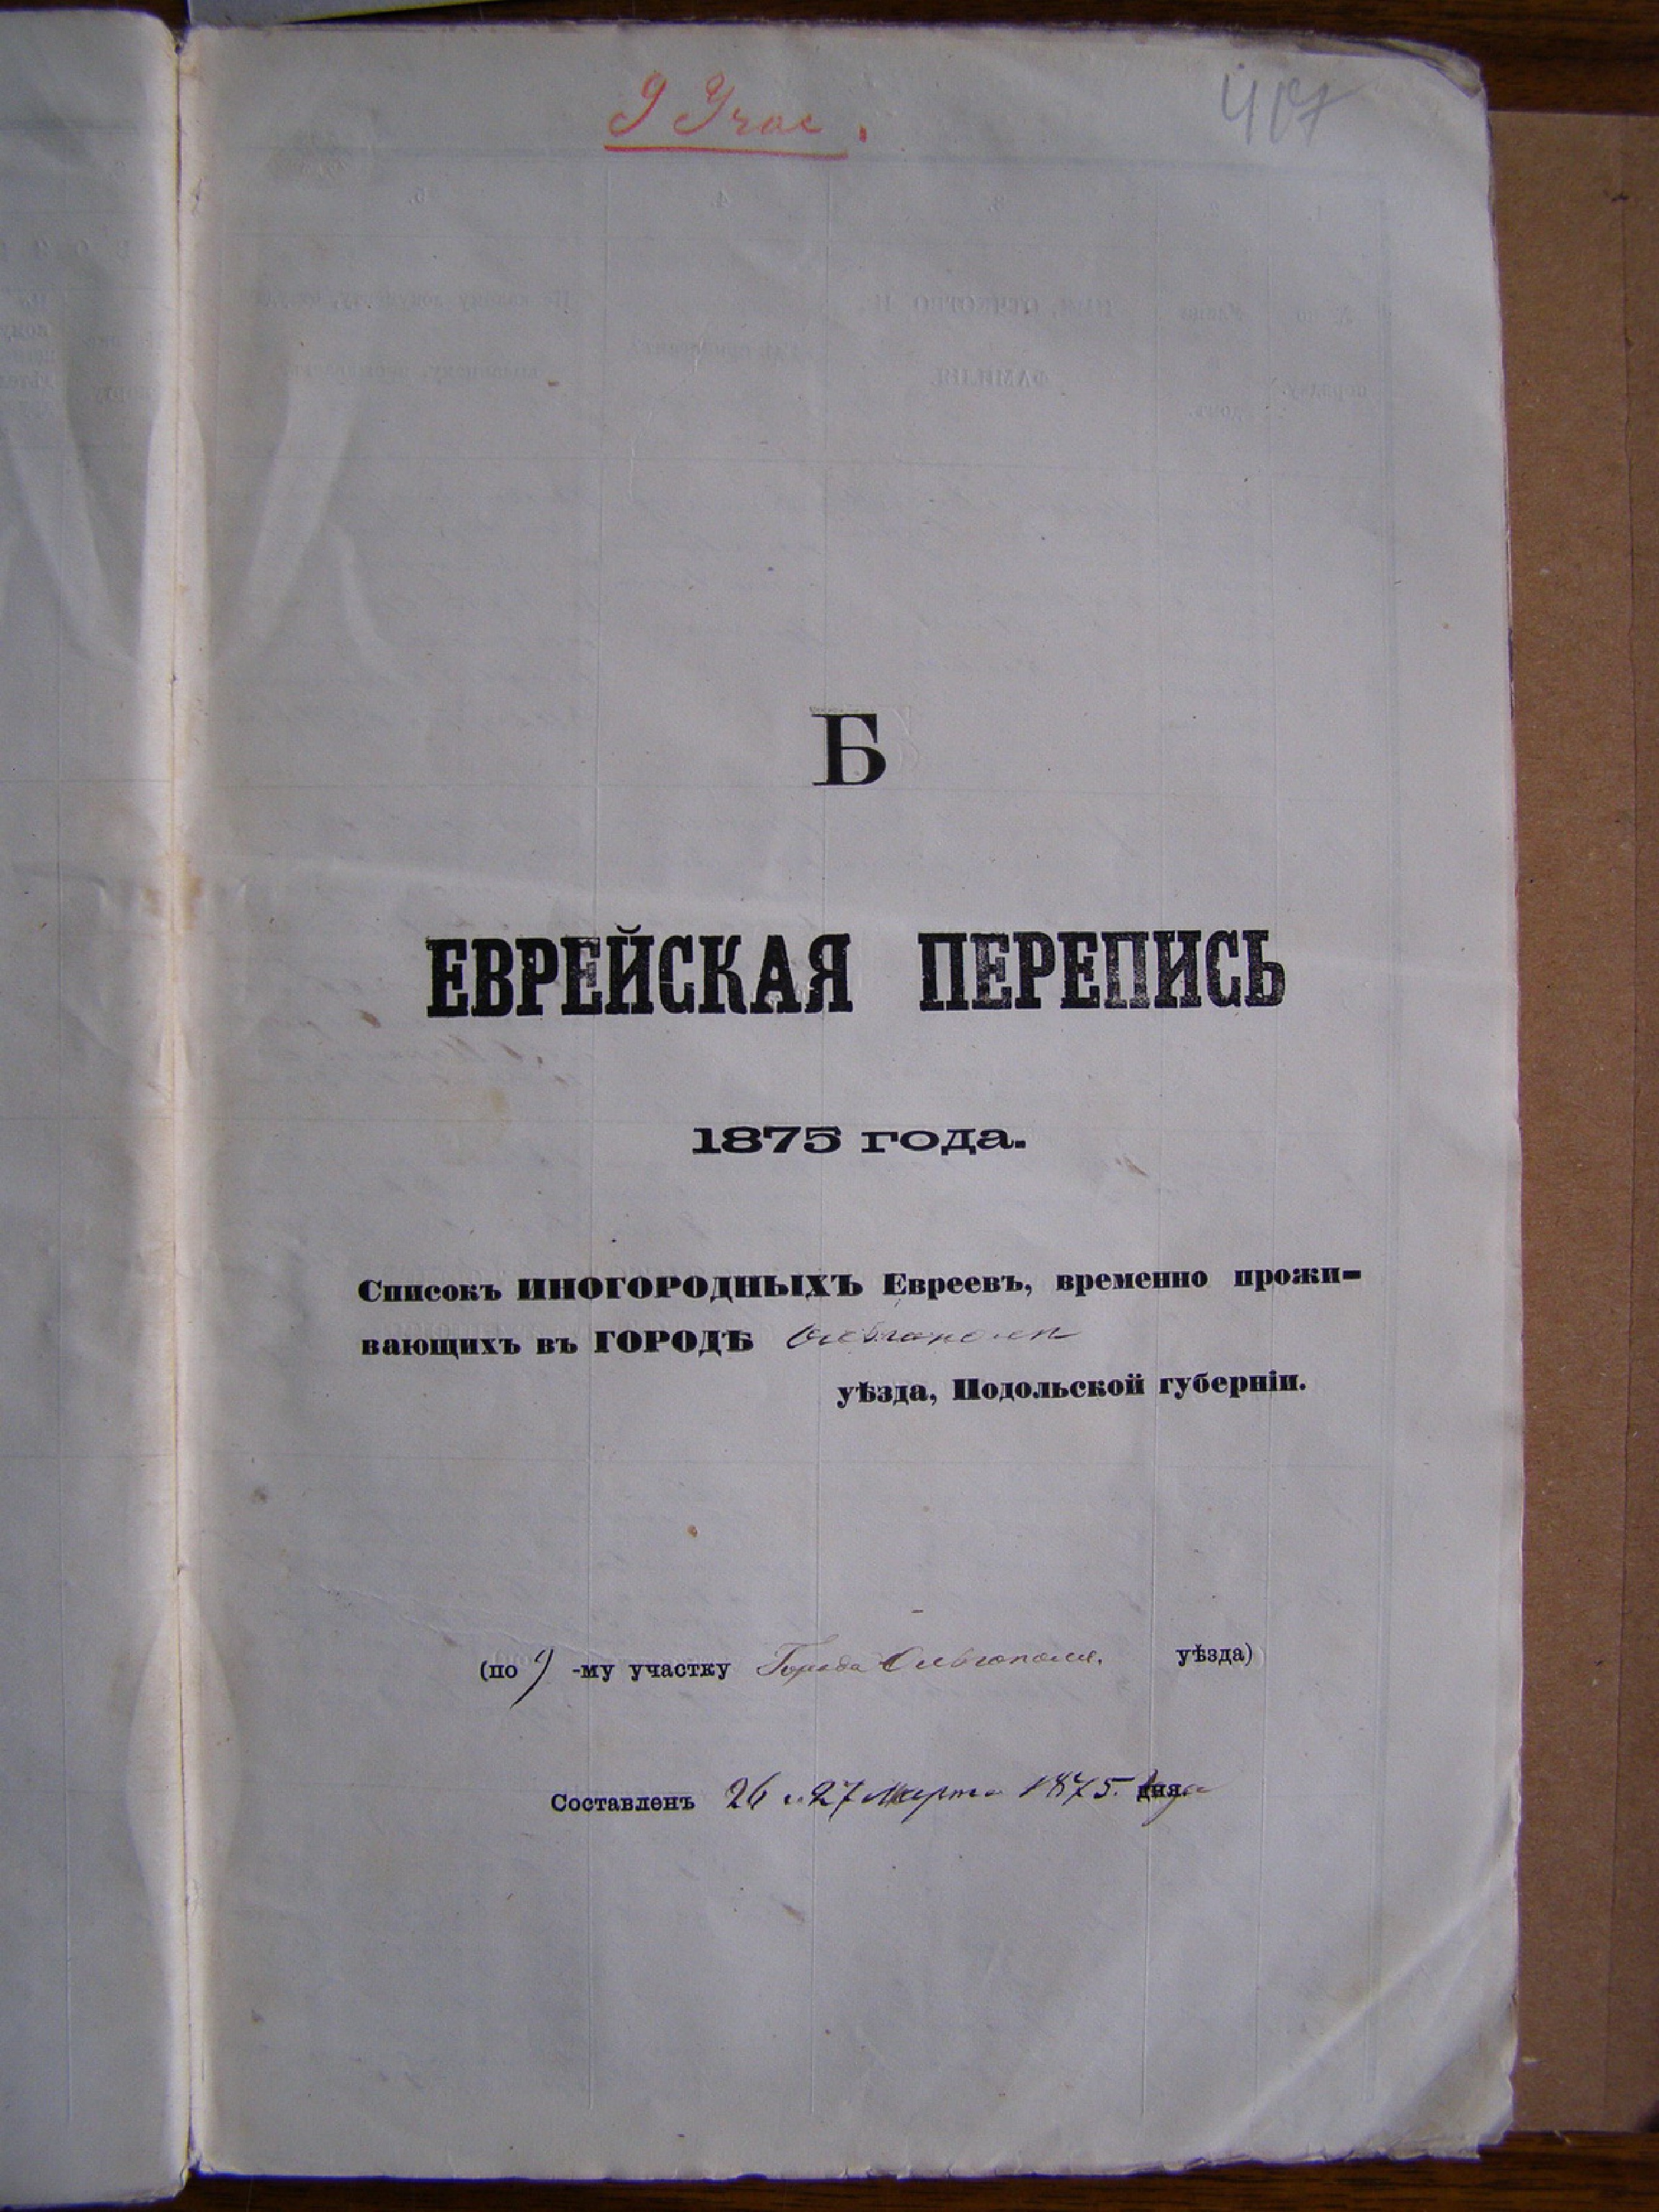 9 Учас.
407
Б
ЕВРЕЙСКАЯ ПЕРЕПИСЬ
1875 года.
Списокъ ИНОГОРОДНЫХЪ Евреевъ, временно прожи-
вающихъ въ ГОРОДѢ Ольгополѣ
уѣзда, Подольской губерніи.
(по 9 -му участку Города Ольгополя. уѣзда)
Составленъ 26 и 27 Марта 1875. дня